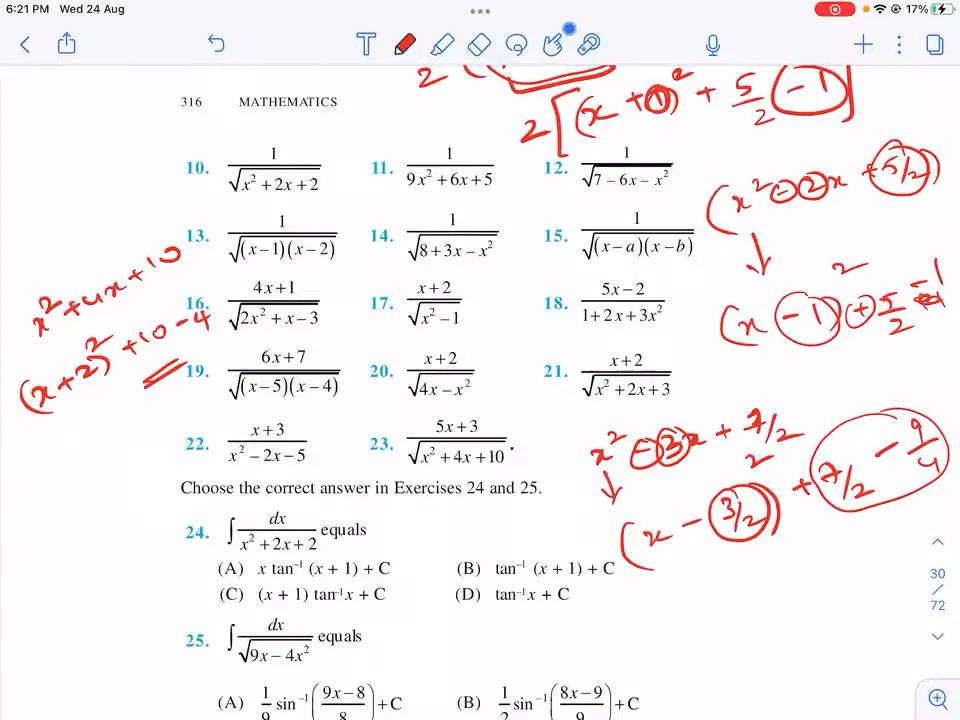 6:21 PM Wed 24 Aug
17%
2
2[(x + 1)² + 5/2 - 1]
316 MATHEMATICS
10. 1/√(x² + 2x + 2) 11. 1/(9x² + 6x + 5) 12. 1/√(7 – 6x – x²)
(x² - 2x + 5/2)
13. 1/√((x – 1)(x – 2)) 14. 1/√(8 + 3x – x²) 15. 1/√((x – a)(x – b))
x² + 4x + 10
(x + 2)² + 10 - 4
(x - 1)² + 5/2 - 1
16. (4x + 1)/√(2x² + x – 3) 17. (x + 2)/√(x² – 1) 18. (5x – 2)/(1 + 2x + 3x²)
19. (6x + 7)/√((x – 5)(x – 4)) 20. (x + 2)/√(4x – x²) 21. (x + 2)/√(x² + 2x + 3)
22. (x + 3)/(x² – 2x – 5) 23. (5x + 3)/√(x² + 4x + 10) .
x² - 3x + 7/2
(x - 3/2)² + 7/2 - 9/4
Choose the correct answer in Exercises 24 and 25.
24. ∫ dx/(x² + 2x + 2) equals
(A) x tan⁻¹ (x + 1) + C (B) tan⁻¹ (x + 1) + C
(C) (x + 1) tan⁻¹x + C (D) tan⁻¹x + C
30
/
72
25. ∫ dx/√(9x – 4x²) equals
(A) 1/9 sin⁻¹((9x – 8)/8) + C (B) 1/2 sin⁻¹((8x – 9)/9) + C